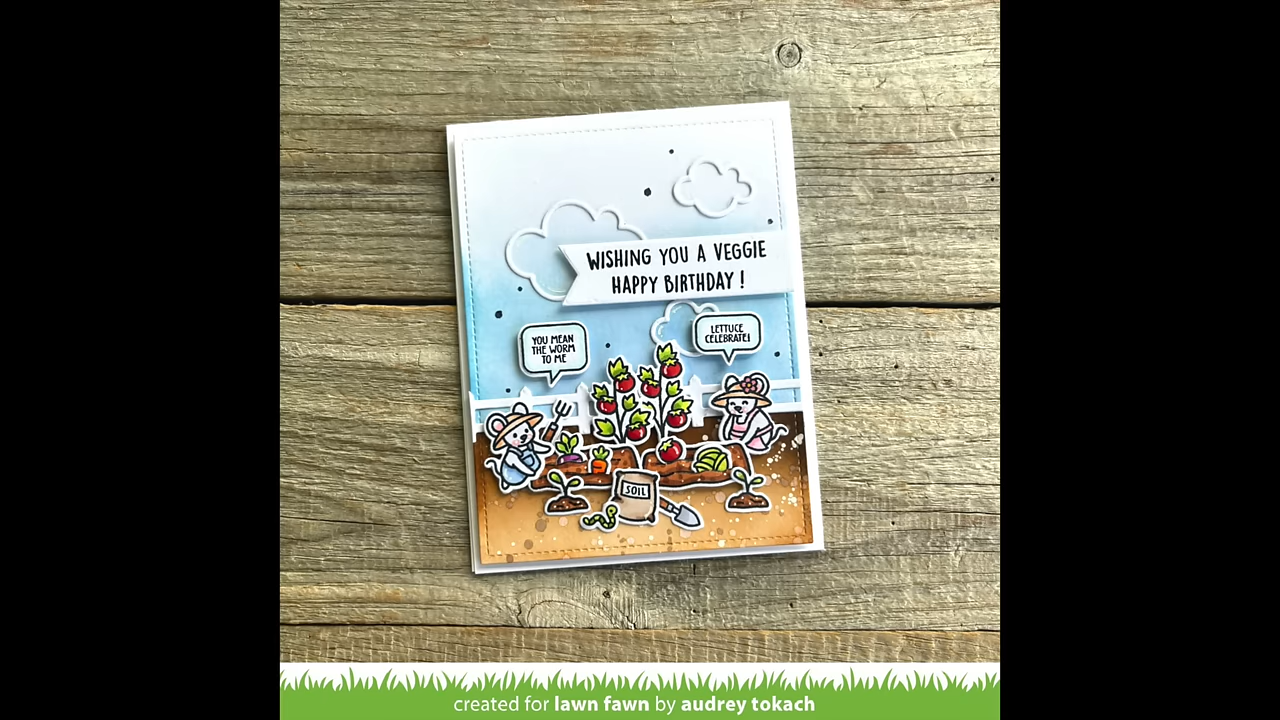 WISHING YOU A VEGGIE
HAPPY BIRTHDAY!
YOU MEAN
THE WORM
TO ME
LETTUCE
CELEBRATE!
SOIL
created for lawn fawn by audrey tokach